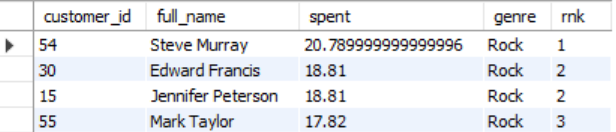 customer_id full_name spent genre rnk
54 Steve Murray 20.789999999999996 Rock 1
30 Edward Francis 18.81 Rock 2
15 Jennifer Peterson 18.81 Rock 2
55 Mark Taylor 17.82 Rock 3